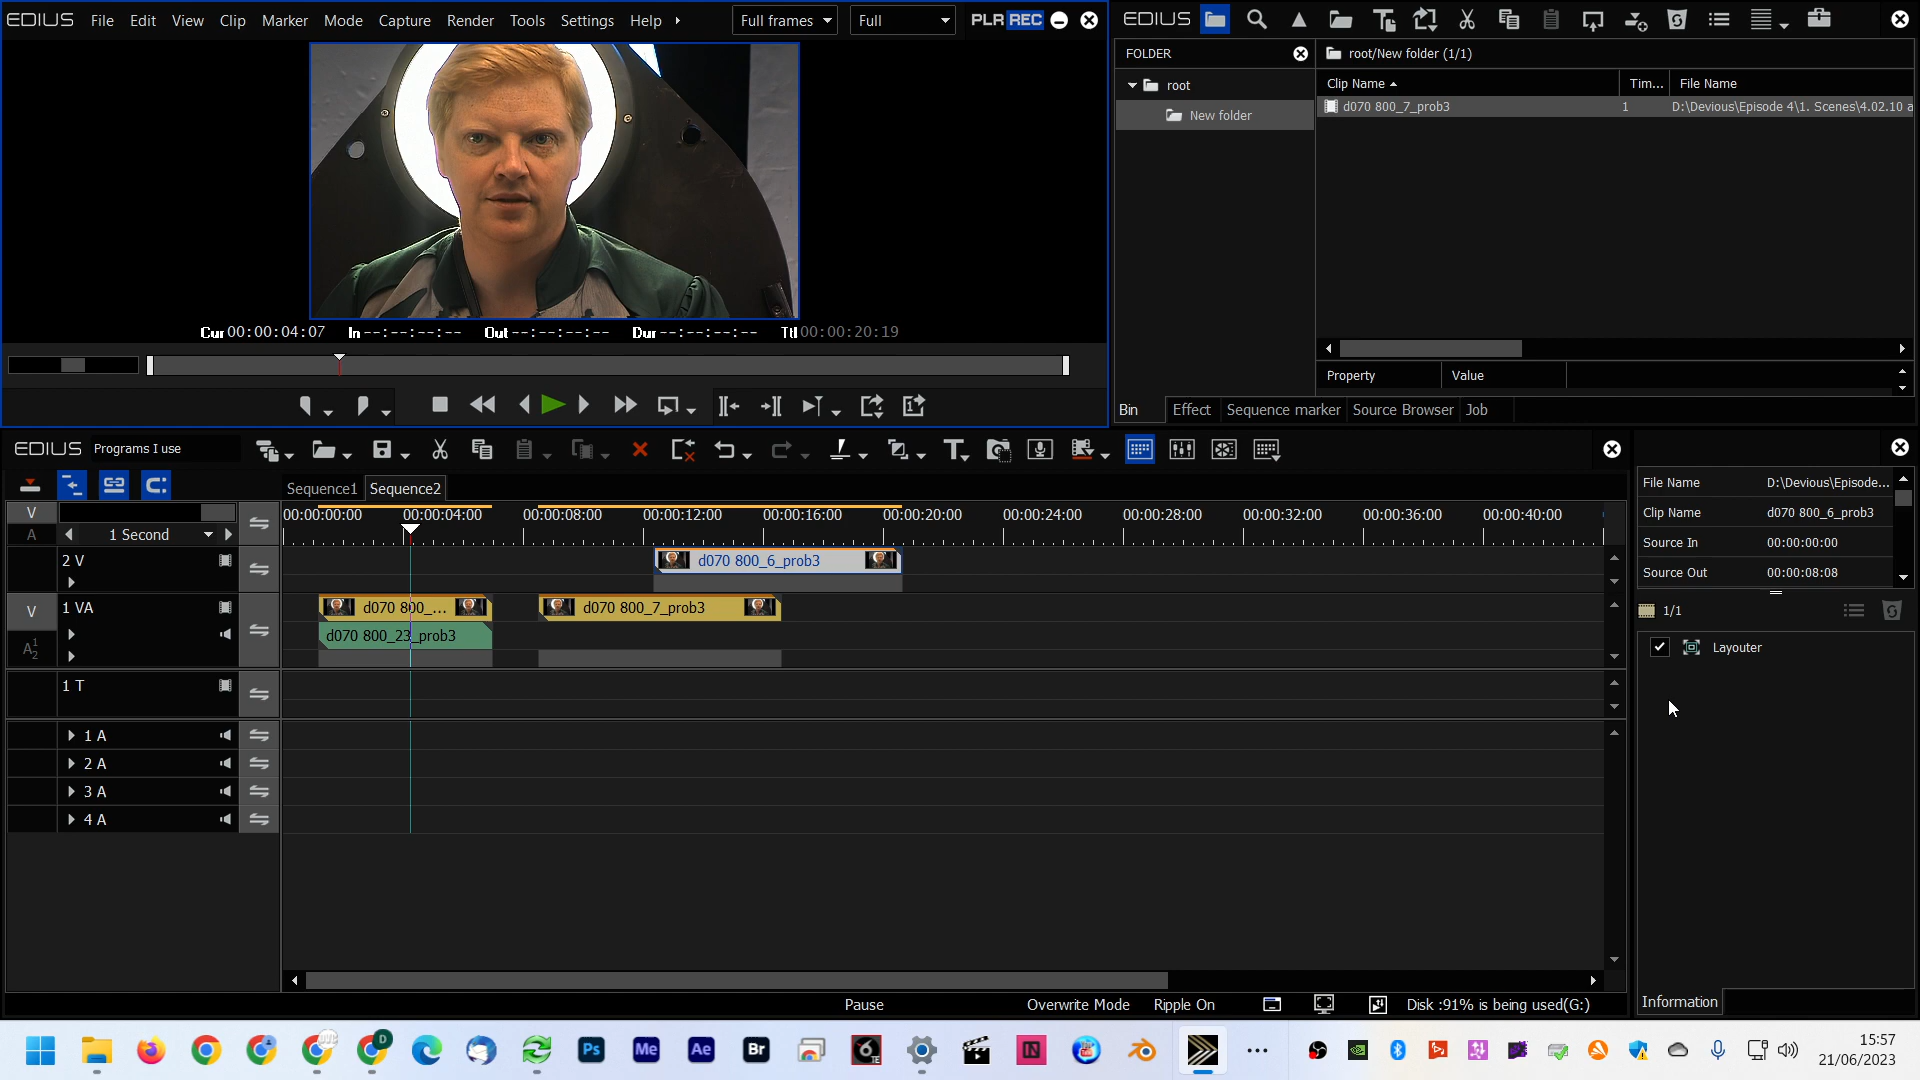 EDIUS File Edit View Clip Marker Mode Capture Render Tools Settings Help Full frames Full PLR REC
Cur 00:00:04:07 In --:--:--:-- Out --:--:--:-- Dur --:--:--:-- Ttl 00:00:20:19
EDIUS
FOLDER
root
New folder
root/New folder (1/1)
Clip Name Tim... File Name
d070 800_7_prob3 1 D:\Devious\Episode 4\1. Scenes\4.02.10 a
Property Value
Bin Effect Sequence marker Source Browser Job
EDIUS Programs I use
Sequence1 Sequence2
V
A
1 Second
00:00:00:00 00:00:04:00 00:00:08:00 00:00:12:00 00:00:16:00 00:00:20:00 00:00:24:00 00:00:28:00 00:00:32:00 00:00:36:00 00:00:40:00
2 V
d070 800_6_prob3
V
1 VA
d070 800_... d070 800_7_prob3
A 1 2
d070 800_23_prob3
1 T
1 A
2 A
3 A
4 A
File Name D:\Devious\Episode...
Clip Name d070 800_6_prob3
Source In 00:00:00:00
Source Out 00:00:08:08
1/1
Layouter
Information
Pause Overwrite Mode Ripple On Disk :91% is being used(G:)
D Ps Me Ae Br 6 TE N
15:57
21/06/2023